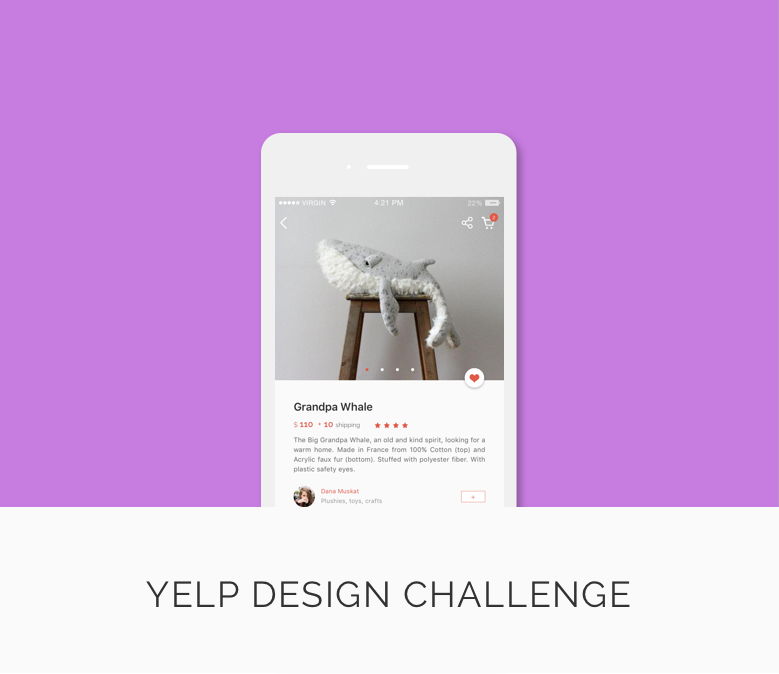 VIRGIN 4:21 PM 22%
2
Grandpa Whale
$ 110 + 10 shipping
The Big Grandpa Whale, an old and kind spirit, looking for a
warm home. Made in France from 100% Cotton (top) and
Acrylic faux fur (bottom). Stuffed with polyester fiber. With
plastic safety eyes.
Dana Muskat
Plushies, toys, crafts
+
YELP DESIGN CHALLENGE